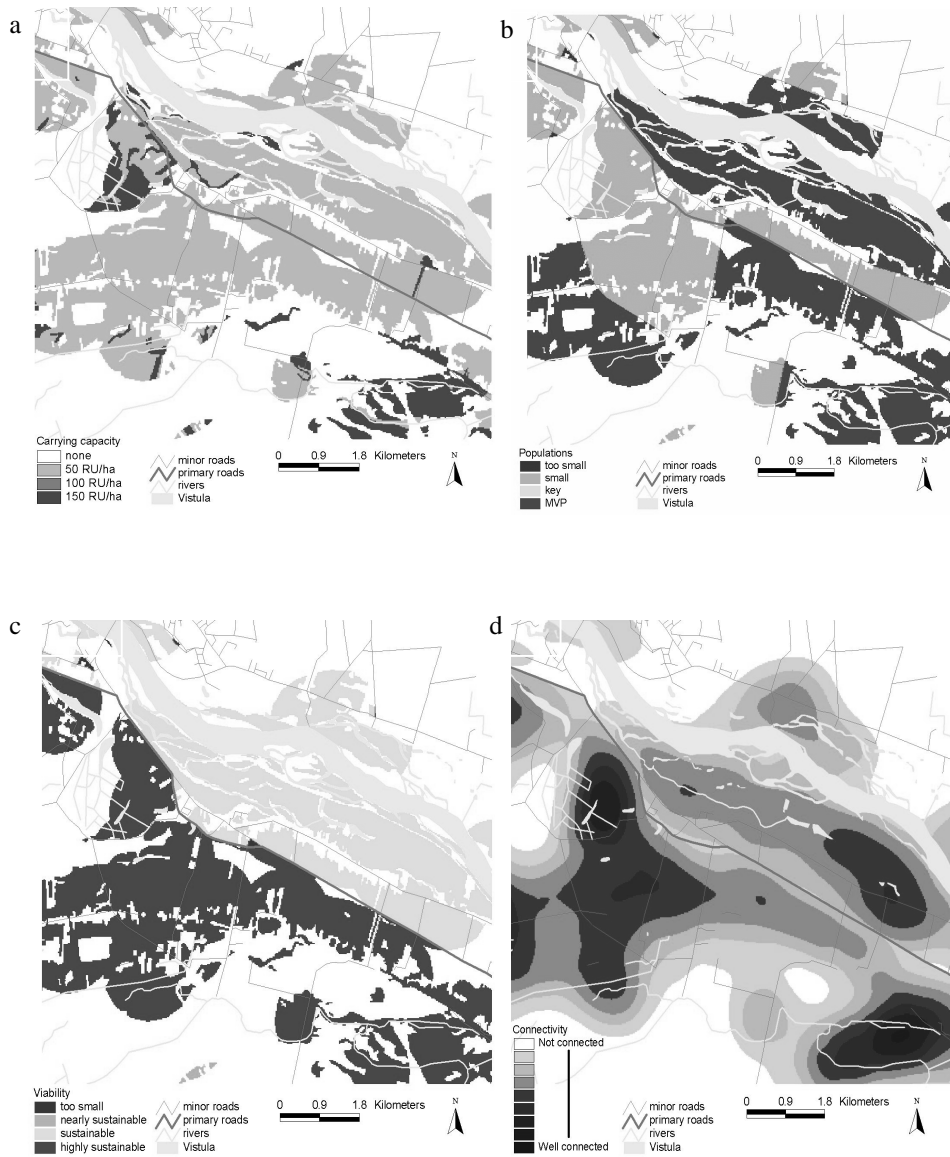 a
Carrying capacity
none
50 RU/ha
100 RU/ha
150 RU/ha
minor roads
primary roads
rivers
Vistula
0 0.9 1.8 Kilometers
N
b
Populations
too small
small
key
MVP
minor roads
primary roads
rivers
Vistula
0 0.9 1.8 Kilometers
N
c
Viability
too small
nearly sustainable
sustainable
highly sustainable
minor roads
primary roads
rivers
Vistula
0 0.9 1.8 Kilometers
N
d
Connectivity
Not connected
Well connected
minor roads
primary roads
rivers
Vistula
0 0.9 1.8 Kilometers
N